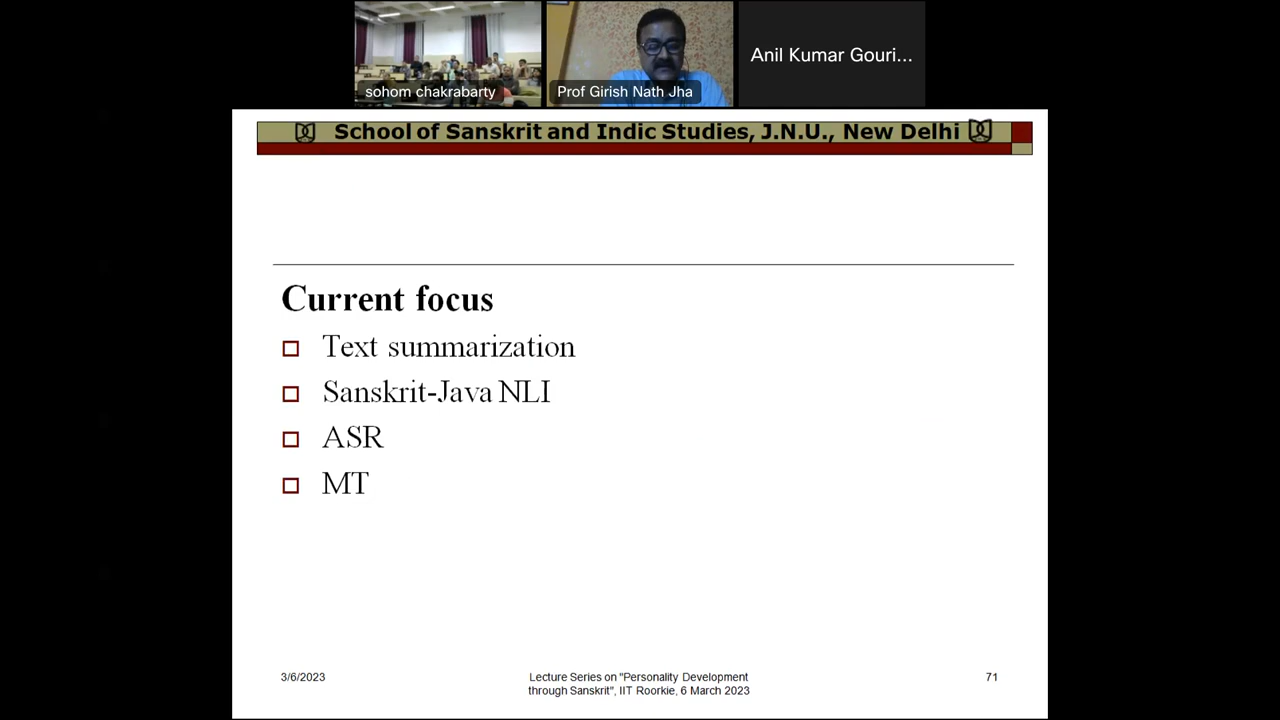 sohom chakrabarty
Prof Girish Nath Jha
Anil Kumar Gouri...
School of Sanskrit and Indic Studies, J.N.U., New Delhi
Current focus
Text summarization
Sanskrit-Java NLI
ASR
MT
3/6/2023
Lecture Series on "Personality Development
through Sanskrit", IIT Roorkie, 6 March 2023
71